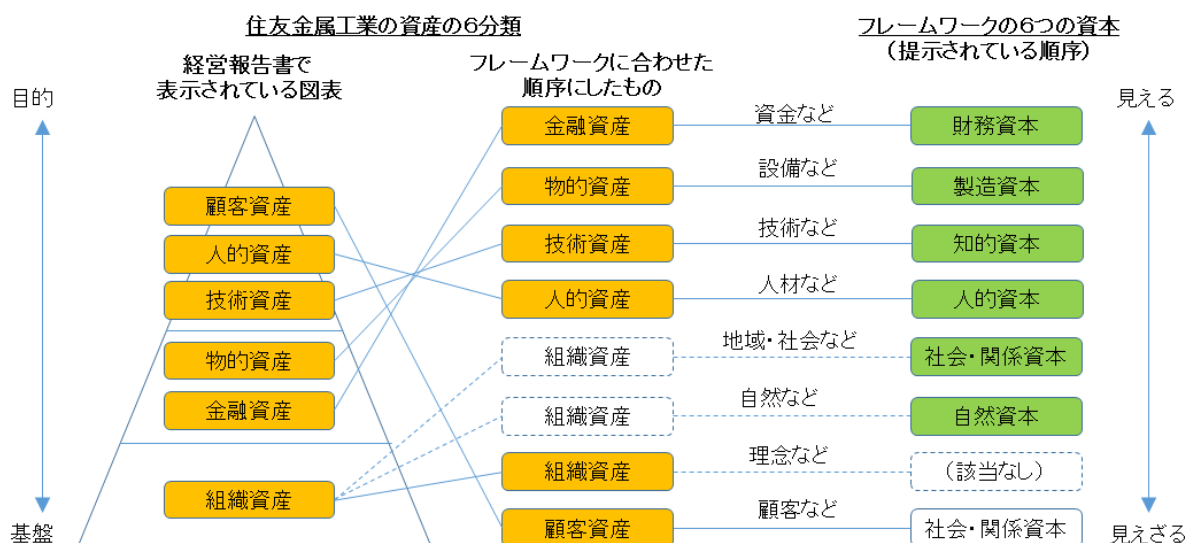 住友金属工業の資産の6分類
フレームワークの6つの資本
(提示されている順序)
経営報告書で
表示されている図表
フレームワークに合わせた
順序にしたもの
目的
見える
金融資産
資金など
財務資本
物的資産
設備など
製造資本
顧客資産
技術資産
技術など
知的資本
人的資産
人的資産
人材など
人的資本
技術資産
組織資産
地域・社会など
社会・関係資本
物的資産
組織資産
自然など
自然資本
金融資産
組織資産
理念など
(該当なし)
組織資産
顧客資産
顧客など
社会・関係資本
基盤
見えざる